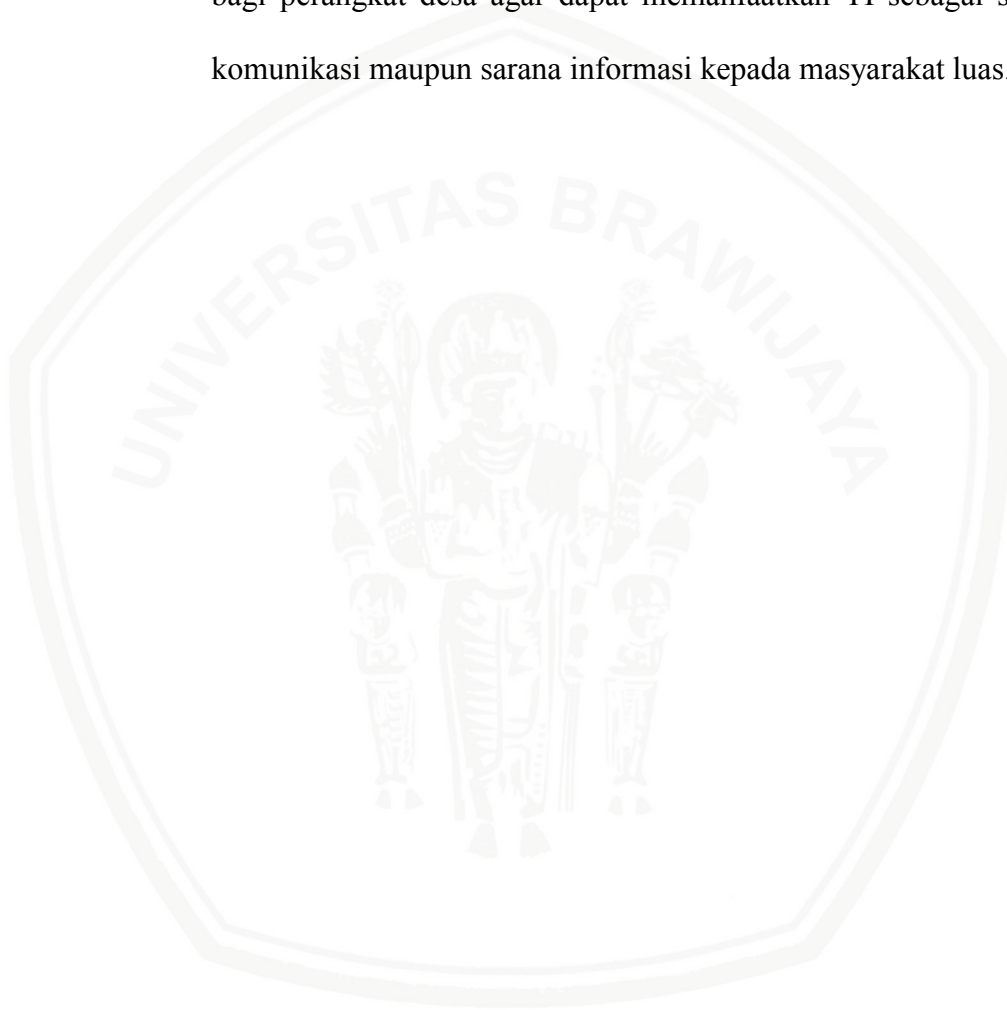 bagi perangkat desa agar dapat memanfaatkan TI sebagai
komunikasi maupun sarana informasi kepada masyarakat luas.
UNIVERSITAS BRAWIJAYA